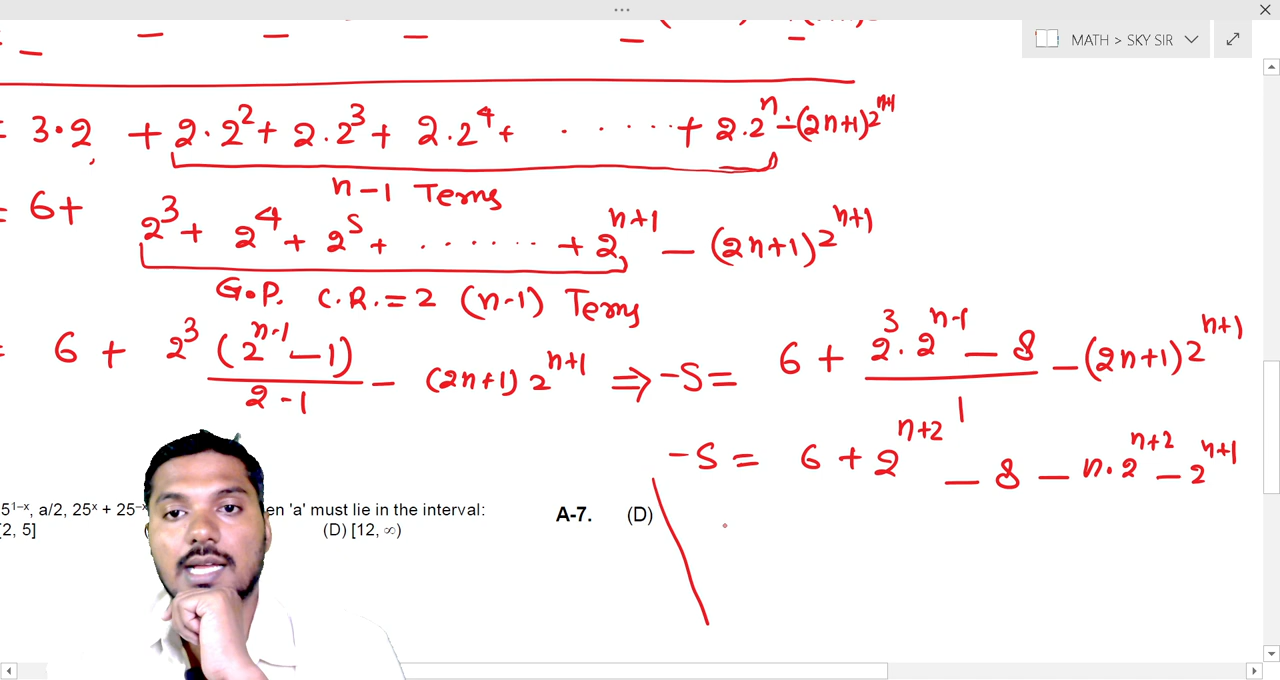 MATH > SKY SIR
= 3·2 + 2·2² + 2·2³ + 2·2⁴ + · · · · · + 2·2ⁿ - (2n+1)2ⁿ⁺¹
n-1 Terms
= 6 + 2³ + 2⁴ + 2⁵ + · · · · · · + 2ⁿ⁺¹ - (2n+1)2ⁿ⁺¹
G.P. C.R. = 2 (n-1) Terms
= 6 + 2³ (2ⁿ⁻¹ - 1)/2-1 - (2n+1)2ⁿ⁺¹ ⇒ -S = 6 + (2³·2ⁿ⁻¹ - 8)/1 - (2n+1)2ⁿ⁺¹
-S = 6 + 2ⁿ⁺² - 8 - n·2ⁿ⁺² - 2ⁿ⁺¹
5¹⁻ˣ, a/2, 25ˣ + 25⁻ˣ en 'a' must lie in the interval: A-7. (D)
2, 5] (D) [12, ∞)